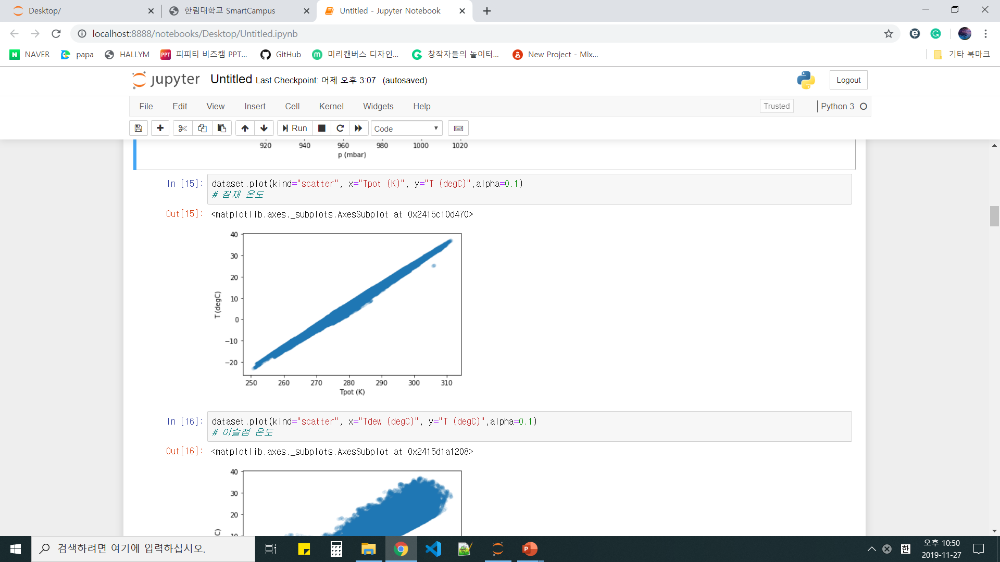 Desktop/
한림대학교 SmartCampus
Untitled - Jupyter Notebook
localhost:8888/notebooks/Desktop/Untitled.ipynb
NAVER
papa
HALLYM
피피티 비즈캠 PPT...
GitHub
미리캔버스 디자인...
창작자들의 놀이터...
New Project - Mix...
기타 북마크
jupyter Untitled Last Checkpoint: 어제 오후 3:07 (autosaved)
Logout
File Edit View Insert Cell Kernel Widgets Help
Trusted
Python 3
Run
Code
920 940 960 980 1000 1020
p (mbar)
In [15]: dataset.plot(kind="scatter", x="Tpot (K)", y="T (degC)",alpha=0.1)
# 잠재 온도
Out[15]: <matplotlib.axes._subplots.AxesSubplot at 0x2415c10d470>
40
30
20
10
0
−10
−20
T (degC)
250 260 270 280 290 300 310
Tpot (K)
In [16]: dataset.plot(kind="scatter", x="Tdew (degC)", y="T (degC)",alpha=0.1)
# 이슬점 온도
Out[16]: <matplotlib.axes._subplots.AxesSubplot at 0x2415d1a1208>
40
30
20
10
C)
검색하려면 여기에 입력하십시오.
한
오후 10:50
2019-11-27